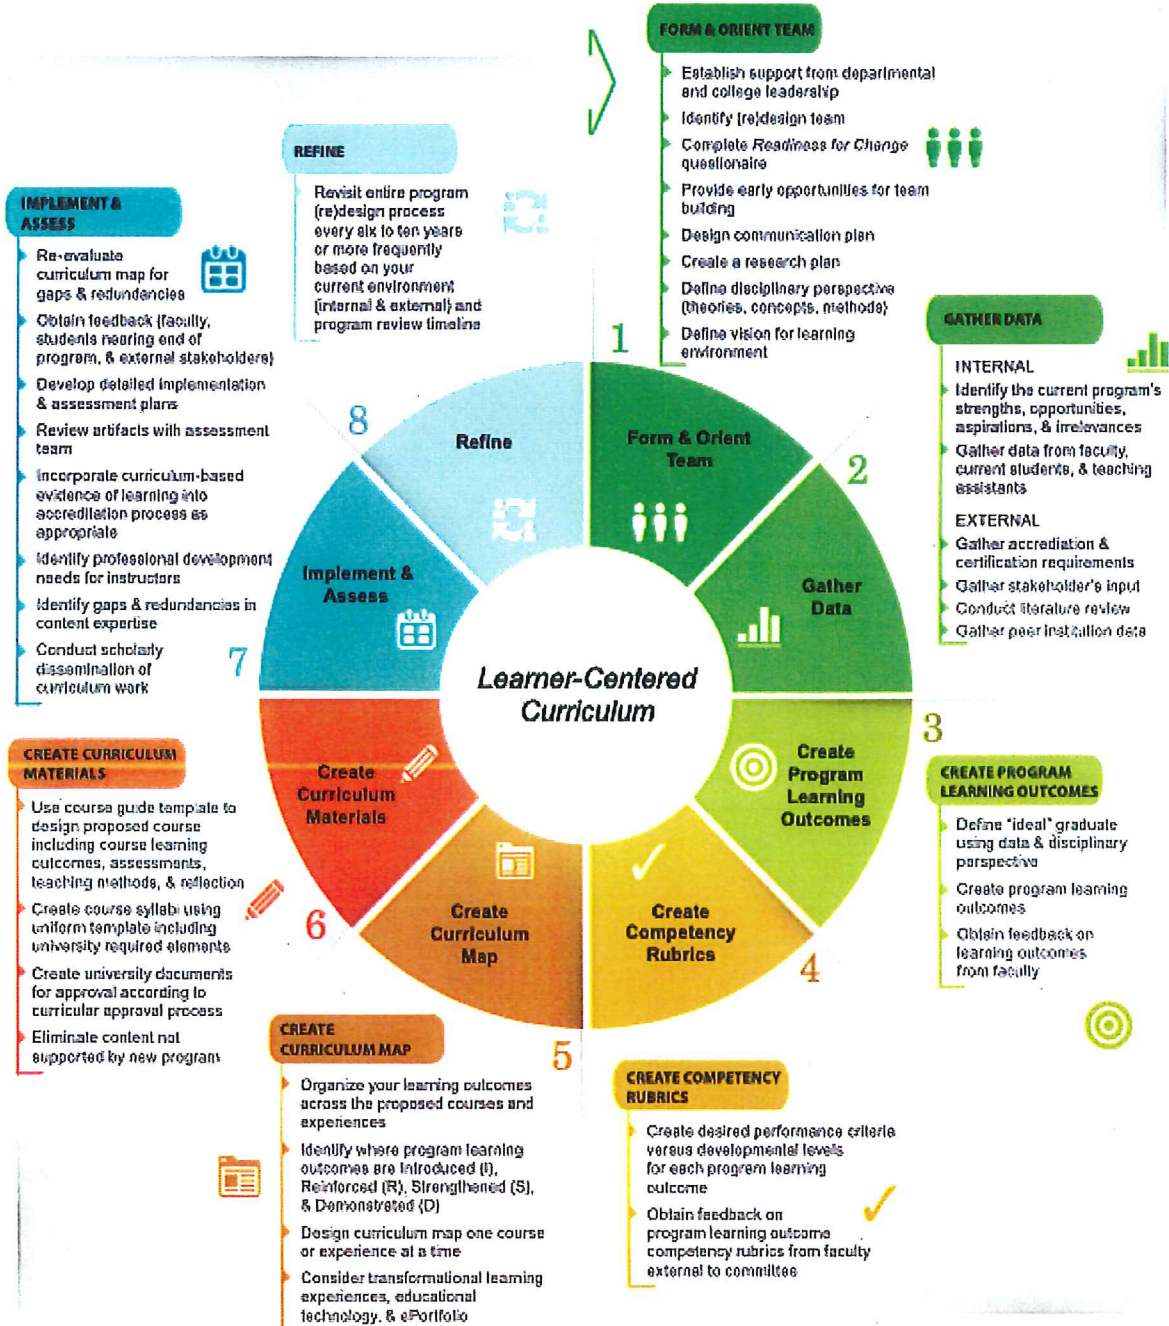 FORM & ORIENT TEAM
Establish support from departmental
and college leadership
Identify (re)design team
Complete Readiness for Change
questionaire
Provide early opportunities for team
building
Design communication plan
Create a research plan
Define disciplinary perspective
(theories, concepts, methods)
Define vision for learning
environment
GATHER DATA
INTERNAL
Identify the current program's
strengths, opportunities,
aspirations, & irrelevances
Gather data from faculty,
current students, & teaching
assistants
EXTERNAL
Gather accrediation &
certification requirements
Gather stakeholder's input
Conduct literature review
Gather peer institution data
CREATE PROGRAM
LEARNING OUTCOMES
Define "ideal" graduate
using data & disciplinary
perspective
Create program learning
outcomes
Obtain feedback on
learning outcomes
from faculty
CREATE COMPETENCY
RUBRICS
Create desired performance criteria
versus developmental levels
for each program learning
outcome
Obtain feedback on
program learning outcome
competency rubrics from faculty
external to committee
CREATE
CURRICULUM MAP
Organize your learning outcomes
across the proposed courses and
experiences
Identify where program learning
outcomes are Introduced (I),
Reinforced (R), Strengthened (S),
& Demonstrated (D)
Design curriculum map one course
or experience at a time
Consider transformational learning
experiences, educational
technology, & ePortfolio
CREATE CURRICULUM
MATERIALS
Use course guide template to
design proposed course
including course learning
outcomes, assessments,
teaching methods, & reflection
Create course syllabi using
uniform template including
university required elements
Create university documents
for approval according to
curricular approval process
Eliminate content not
supported by new program
IMPLEMENT &
ASSESS
Re-evaluate
curriculum map for
gaps & redundancies
Obtain feedback (faculty,
students nearing end of
program, & external stakeholders)
Develop detailed implementation
& assessment plans
Review artifacts with assessment
team
Incorporate curriculum-based
evidence of learning into
accredilation process as
appropriate
Identify professional development
needs for instructors
Identify gaps & redundancies in
content expertise
Conduct scholarly
dissemination of
curriculum work
REFINE
Revisit entire program
(re)design process
every six to ten years
or more frequently
based on your
current environment
(internal & external) and
program review timeline
1
Form & Orient
Team
2
Gather
Data
3
Create
Program
Learning
Outcomes
4
Create
Competency
Rubrics
5
Create
Curriculum
Map
6
Create
Curriculum
Materials
7
Implement &
Assess
8
Refine
Learner-Centered
Curriculum